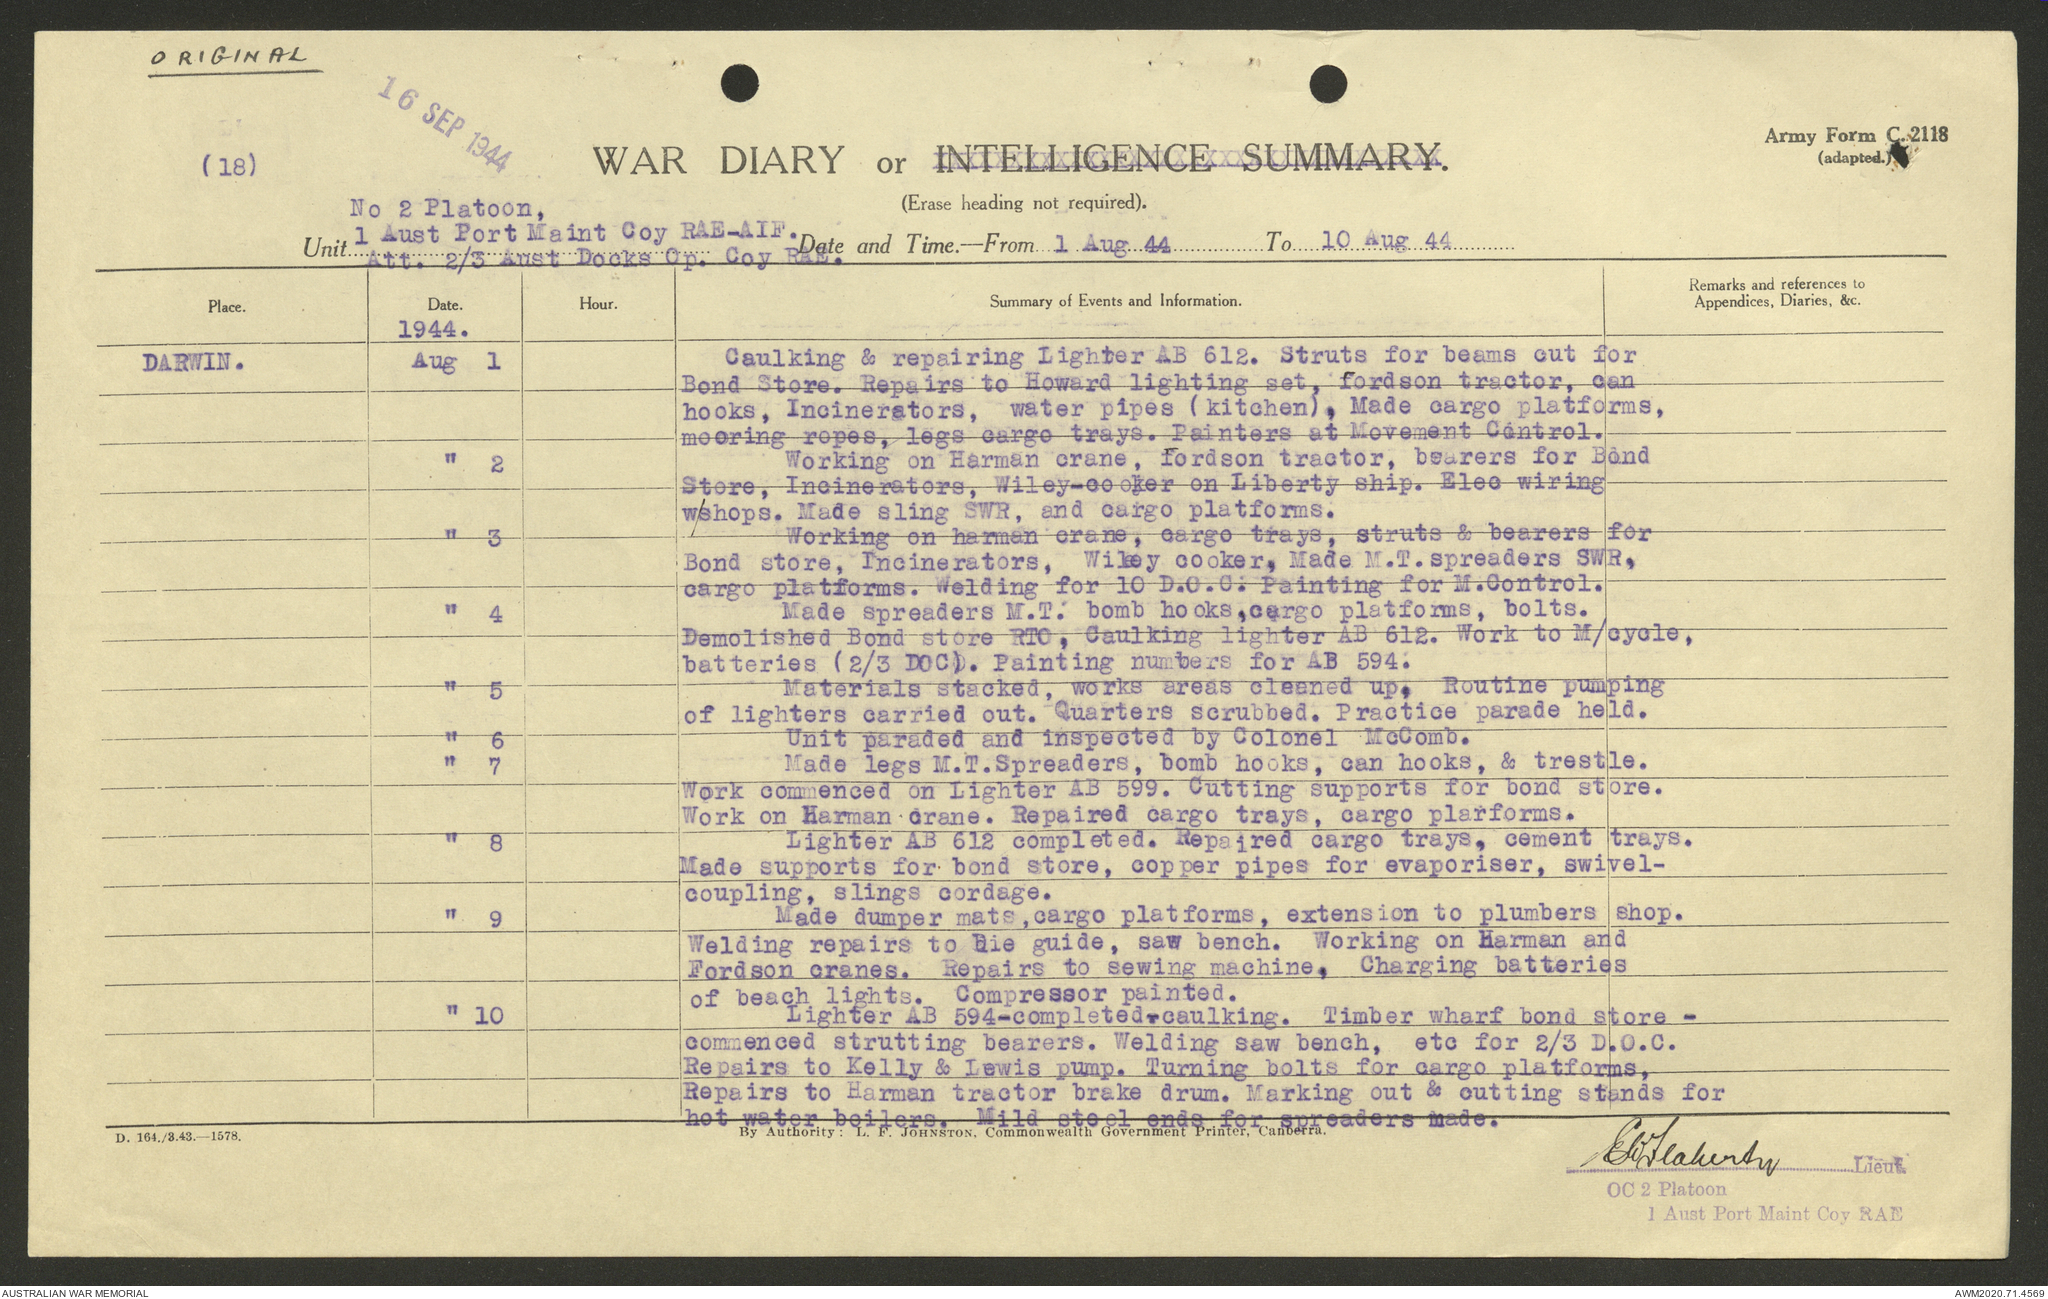 ORIGINAL
16 SEP 1944
(18)
WAR DIARY or INTELLIGENCE SUMMARY.
Army Form C. 2118
(adapted.)
(Erase heading not required).
No 2 Platoon,
1 Aust Port Maint Coy RAE-AIF.
Unit Att. 2/3 Aust Docks Op. Coy RAE.
Date and Time.—From 1 Aug 44 To 10 Aug 44
Place. Date. Hour. Summary of Events and Information. Remarks and references to
Appendices, Diaries, &c.
1944.
DARWIN. Aug 1 Caulking & repairing Lighter AB 612. Struts for beams cut for
Bond Store. Repairs to Howard lighting set, fordson tractor, can
hooks, Incinerators, water pipes (kitchen), Made cargo platforms,
mooring ropes, legs cargo trays. Painters at Movement Control.
" 2 Working on Harman crane, fordson tractor, bearers for Bond
Store, Incinerators, Wiley-cooker on Liberty ship. Elec wiring
w/shops. Made sling SWR, and cargo platforms.
" 3 Working on harman crane, cargo trays, struts & bearers for
Bond store, Incinerators, Wiley cooker, Made M.T.spreaders SWR,
cargo platforms. Welding for 10 D.O.C. Painting for M.Control.
" 4 Made spreaders M.T. bomb hooks,cargo platforms, bolts.
Demolished Bond store RTO, Caulking lighter AB 612. Work to M/cycle,
batteries (2/3 DOC). Painting numbers for AB 594.
" 5 Materials stacked, works areas cleaned up, Routine pumping
of lighters carried out. Quarters scrubbed. Practice parade held.
" 6 Unit paraded and inspected by Colonel McComb.
" 7 Made legs M.T.Spreaders, bomb hooks, can hooks, & trestle.
Work commenced on Lighter AB 599. Cutting supports for bond store.
Work on Harman crane. Repaired cargo trays, cargo plarforms.
" 8 Lighter AB 612 completed. Repaired cargo trays, cement trays.
Made supports for bond store, copper pipes for evaporiser, swivel-
coupling, slings cordage.
" 9 Made dumper mats,cargo platforms, extension to plumbers shop.
Welding repairs to Die guide, saw bench. Working on Harman and
Fordson cranes. Repairs to sewing machine, Charging batteries
of beach lights. Compressor painted.
" 10 Lighter AB 594-completed-caulking. Timber wharf bond store -
commenced strutting bearers. Welding saw bench, etc for 2/3 D.O.C.
Repairs to Kelly & Lewis pump. Turning bolts for cargo platforms,
Repairs to Harman tractor brake drum. Marking out & cutting stands for
hot water boilers. Mild steel ends for spreaders made.
D. 164./3.43.—1578.
By Authority: L. F. JOHNSTON, Commonwealth Government Printer, Canberra.
Flaherty Lieut.
OC 2 Platoon
1 Aust Port Maint Coy RAE
AUSTRALIAN WAR MEMORIAL
AWM2020.71.4569